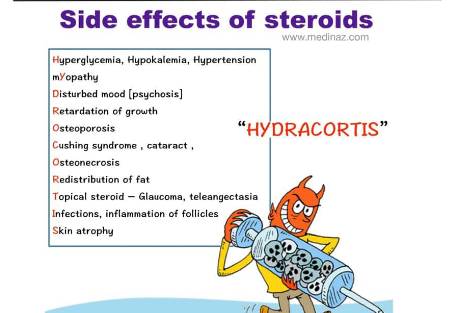 Side effects of steroids
www.medinaz.com
Hyperglycemia, Hypokalemia, Hypertension
mYopathy
Disturbed mood [psychosis]
Retardation of growth
Osteoporosis
Cushing syndrome , cataract ,
Osteonecrosis
Redistribution of fat
Topical steroid – Glaucoma, teleangectasia
Infections, inflammation of follicles
Skin atrophy
“HYDRACORTIS”